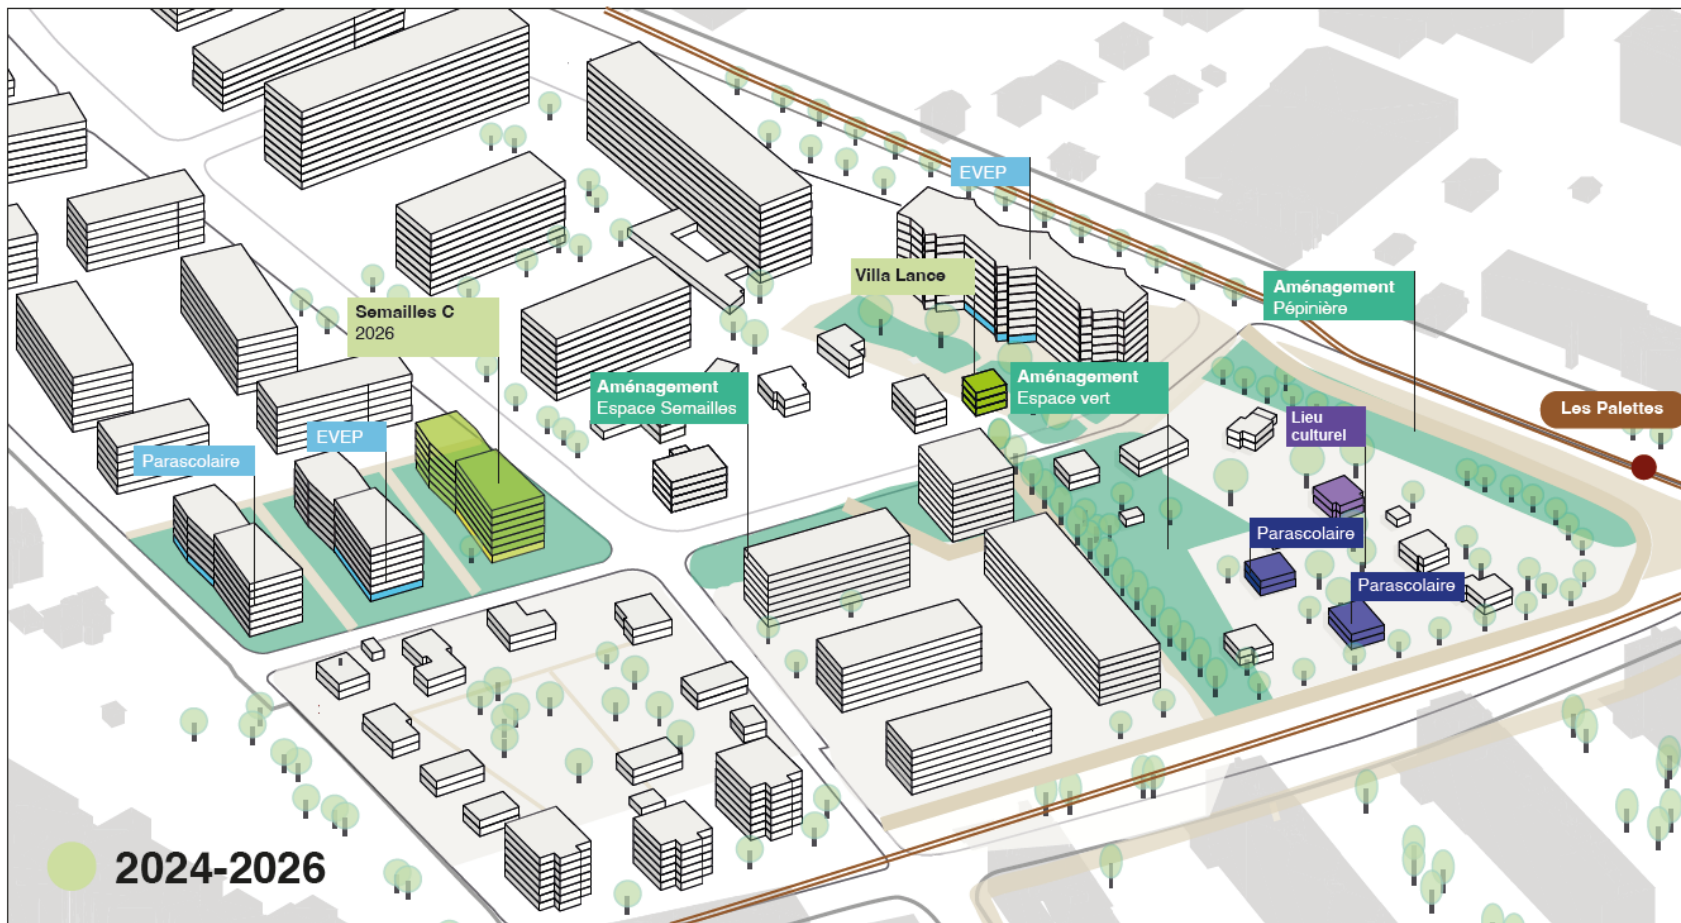 EVEP
Villa Lance
Aménagement
Pépinière
Semailles C
2026
Aménagement
Espace Semailles
Aménagement
Espace vert
Lieu
culturel
Les Palettes
EVEP
Parascolaire
Parascolaire
Parascolaire
2024-2026